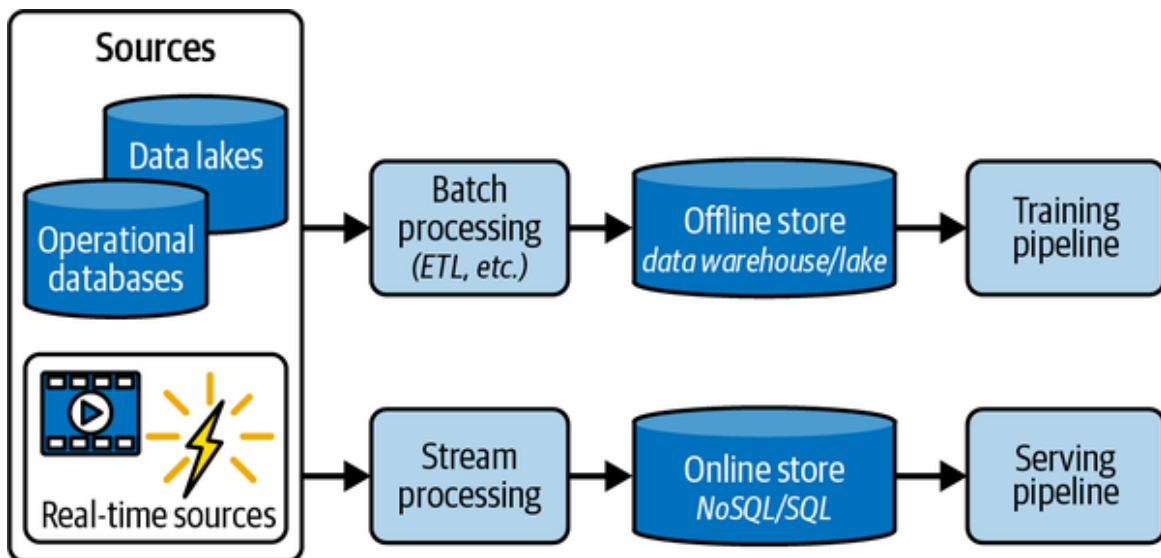 Sources
Data lakes
Operational
databases
Real-time sources
Batch
processing
(ETL, etc.)
Offline store
data warehouse/lake
Training
pipeline
Stream
processing
Online store
NoSQL/SQL
Serving
pipeline